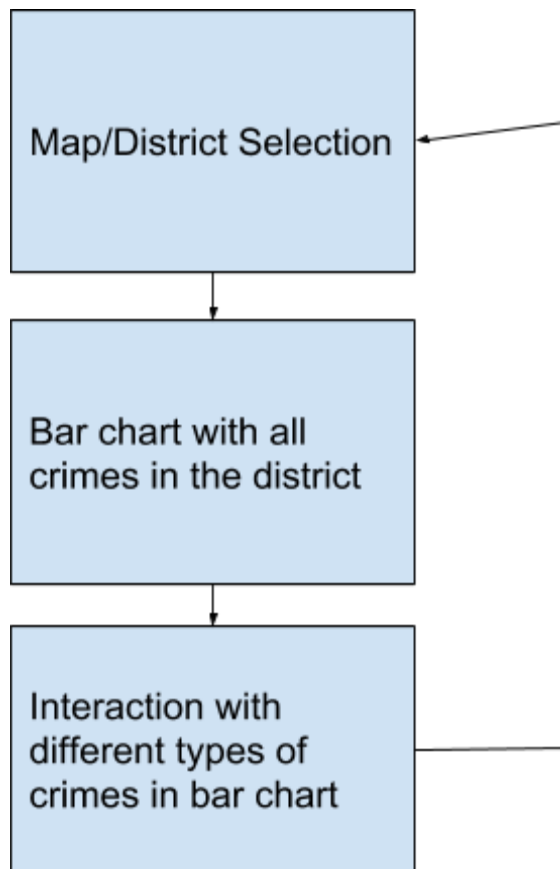 Map/District Selection
Bar chart with all
crimes in the district
Interaction with
different types of
crimes in bar chart